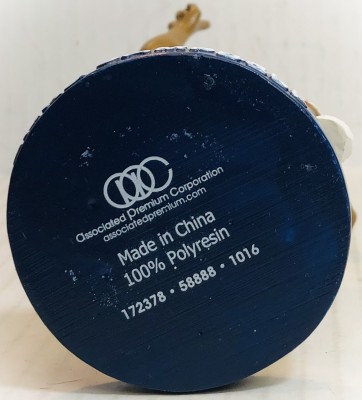 apc
Associated Premium Corporation
associatedpremium.com
Made in China
100% Polyresin
172378 • 58888 • 1016